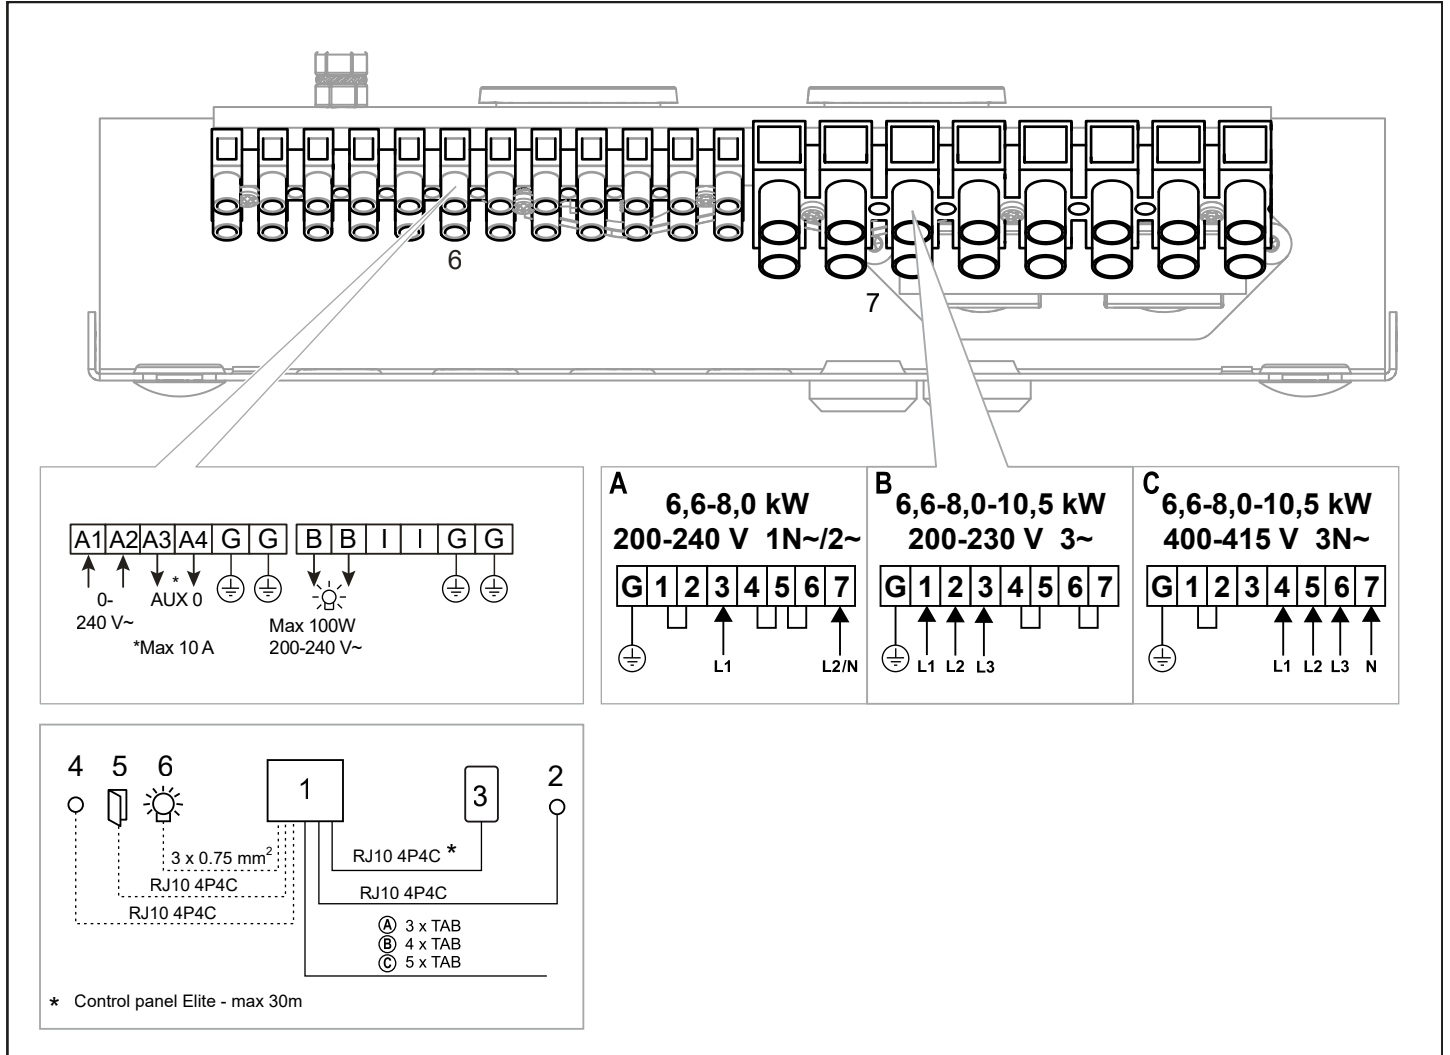 6
7
A1 A2 A3 A4 G G B B I I G G
0-
240 V~
* AUX 0
*Max 10 A
Max 100W
200-240 V~
A
6,6-8,0 kW
200-240 V 1N~/2~
G 1 2 3 4 5 6 7
L1 L2/N
B
6,6-8,0-10,5 kW
200-230 V 3~
G 1 2 3 4 5 6 7
L1 L2 L3
C
6,6-8,0-10,5 kW
400-415 V 3N~
G 1 2 3 4 5 6 7
L1 L2 L3 N
4 5 6 1 3 2
3 x 0.75 mm²
RJ10 4P4C
RJ10 4P4C
RJ10 4P4C *
RJ10 4P4C
Ⓐ 3 x TAB
Ⓑ 4 x TAB
Ⓒ 5 x TAB
* Control panel Elite - max 30m